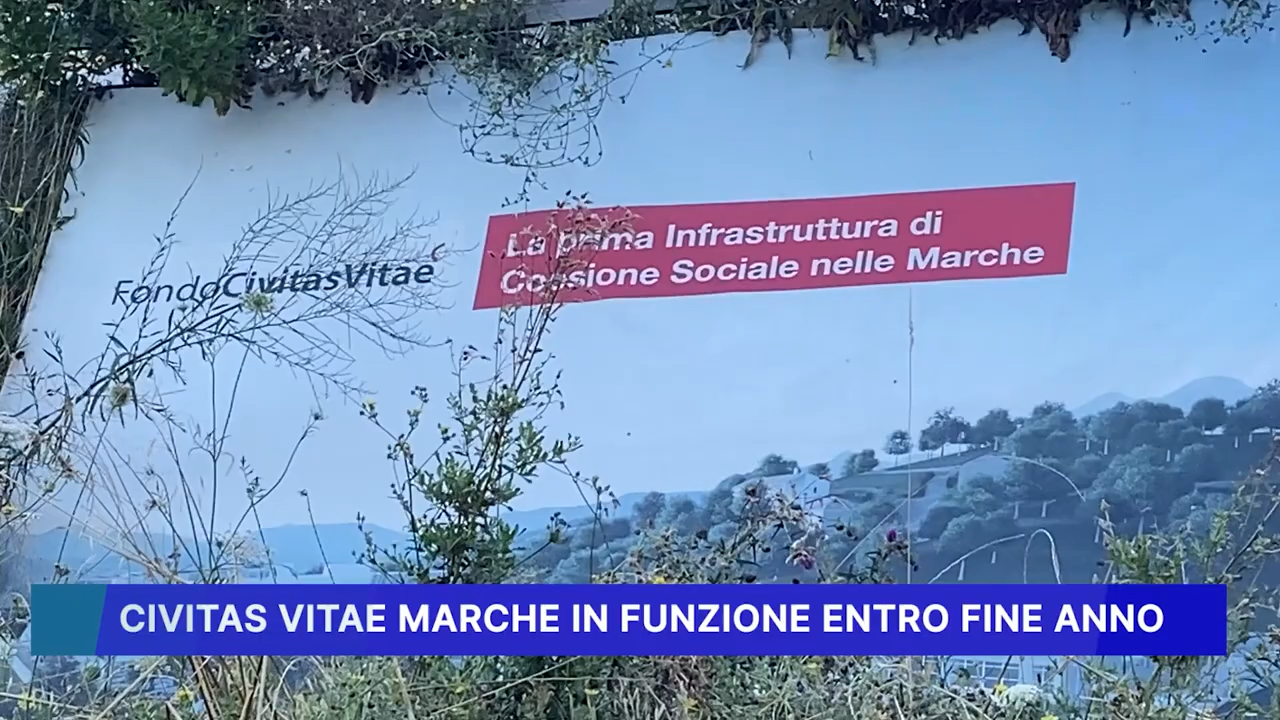 FondoCivitasVitae
La prima Infrastruttura di
Coesione Sociale nelle Marche
CIVITAS VITAE MARCHE IN FUNZIONE ENTRO FINE ANNO